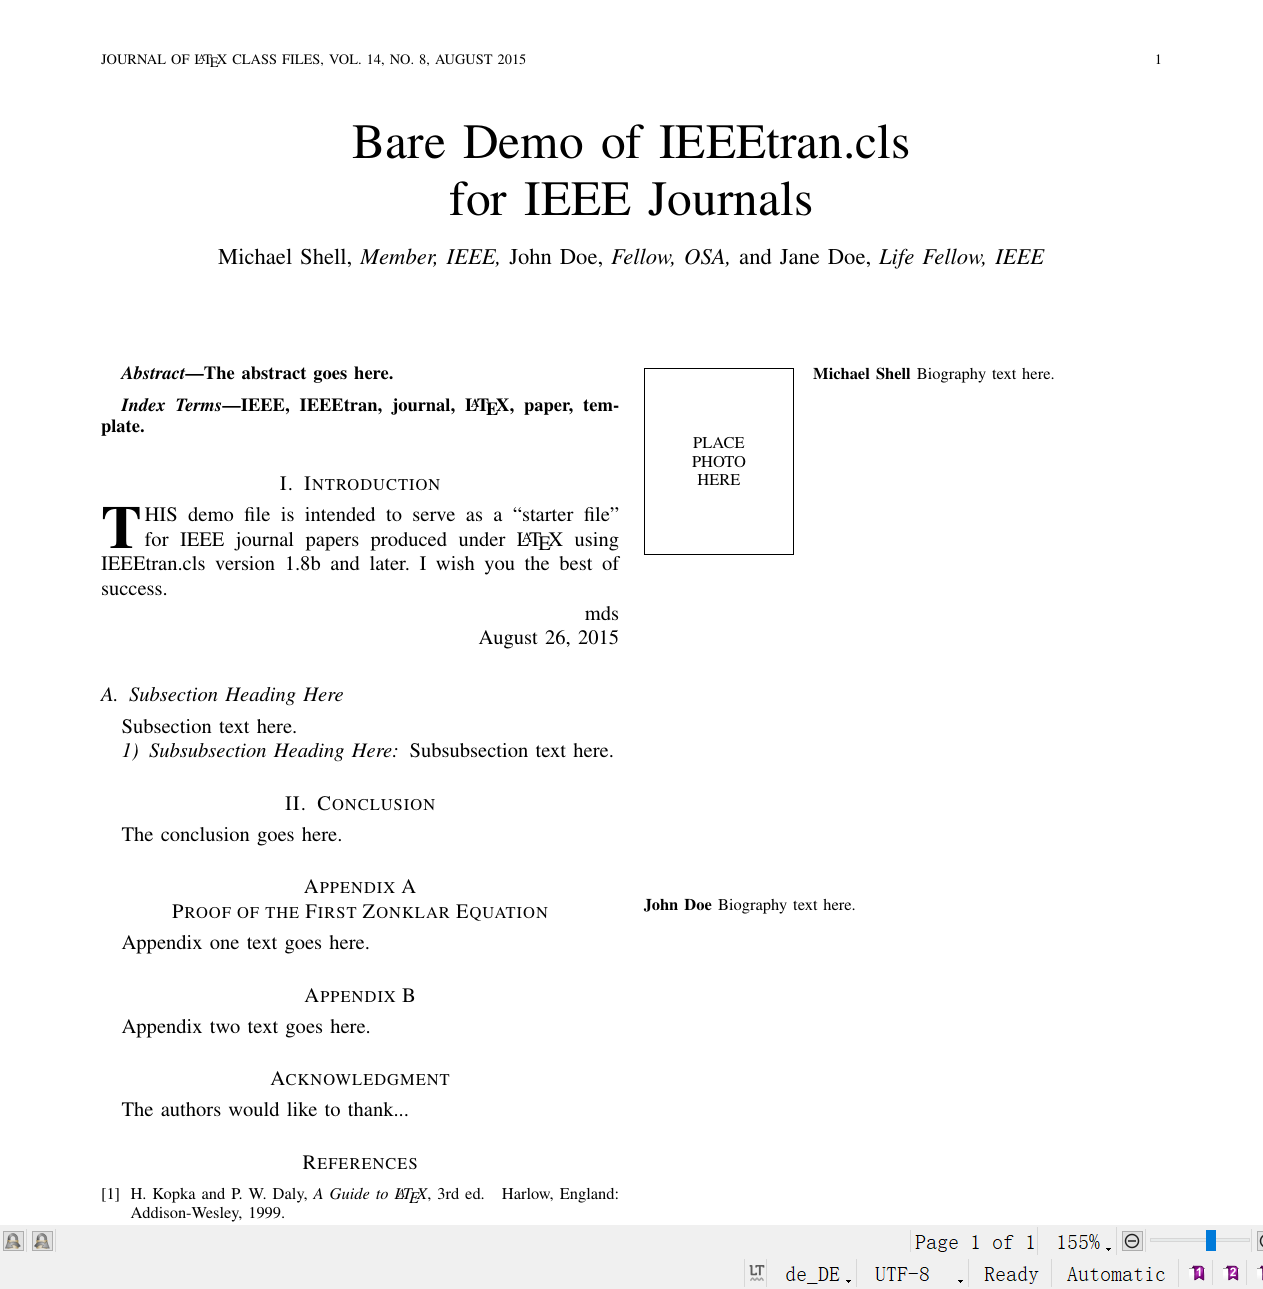 JOURNAL OF LATEX CLASS FILES, VOL. 14, NO. 8, AUGUST 2015 1
Bare Demo of IEEEtran.cls
for IEEE Journals
Michael Shell, Member, IEEE, John Doe, Fellow, OSA, and Jane Doe, Life Fellow, IEEE
Abstract—The abstract goes here.
Index Terms—IEEE, IEEEtran, journal, LATEX, paper, tem-
plate.
I. INTRODUCTION
THIS demo file is intended to serve as a “starter file”
for IEEE journal papers produced under LATEX using
IEEEtran.cls version 1.8b and later. I wish you the best of
success.
mds
August 26, 2015
A. Subsection Heading Here
Subsection text here.
1) Subsubsection Heading Here: Subsubsection text here.
II. CONCLUSION
The conclusion goes here.
APPENDIX A
PROOF OF THE FIRST ZONKLAR EQUATION
Appendix one text goes here.
APPENDIX B
Appendix two text goes here.
ACKNOWLEDGMENT
The authors would like to thank...
REFERENCES
[1] H. Kopka and P. W. Daly, A Guide to LATEX, 3rd ed. Harlow, England:
Addison-Wesley, 1999.
PLACE
PHOTO
HERE
Michael Shell Biography text here.
John Doe Biography text here.
Page 1 of 1 155%
LT de_DE UTF-8 Ready Automatic 1 2